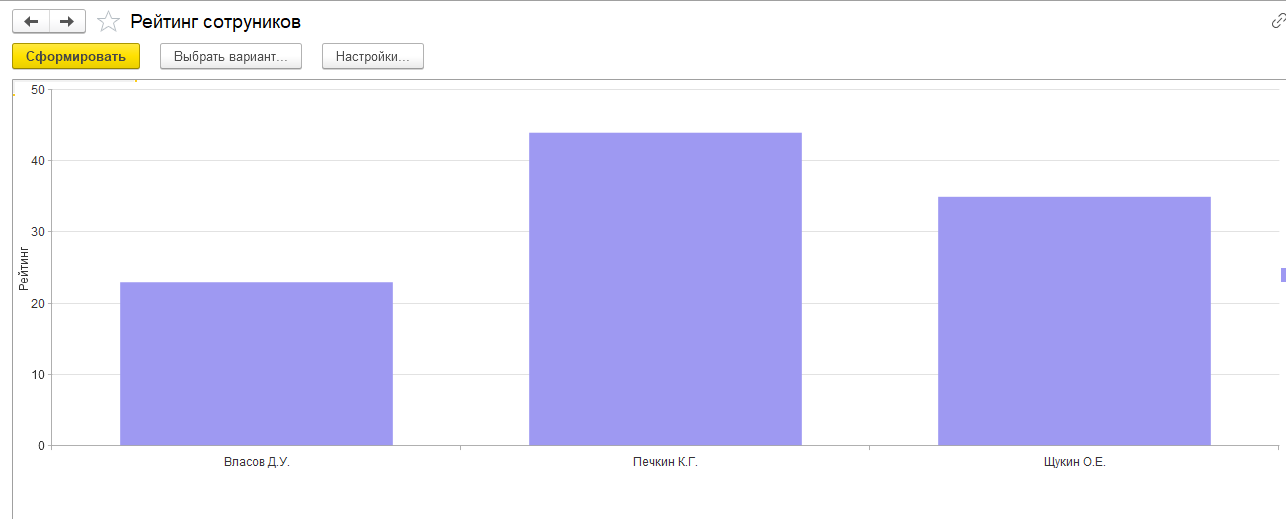 Рейтинг сотруников
Сформировать
Выбрать вариант...
Настройки...
50
40
30
20
10
0
Рейтинг
Власов Д.У.
Печкин К.Г.
Щукин О.Е.